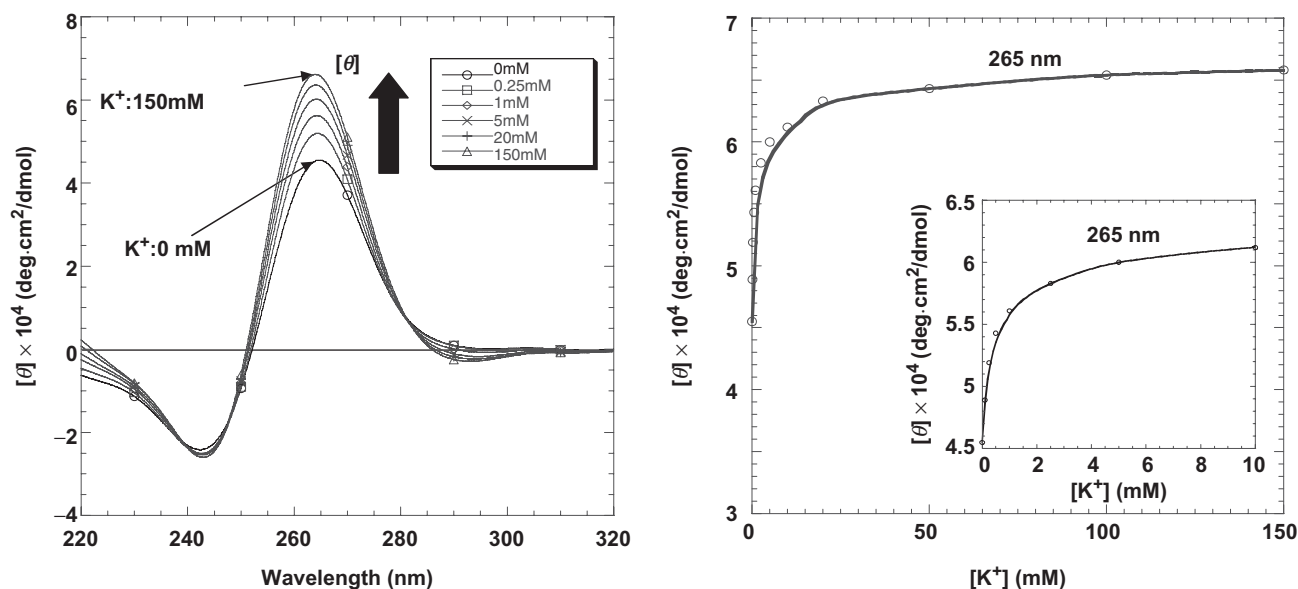 8
6
4
2
0
−2
−4
220
240
260
280
300
320
[θ] × 10⁴ (deg.cm²/dmol)
Wavelength (nm)
K⁺:150mM
[θ]
K⁺:0 mM
0mM
0.25mM
1mM
5mM
20mM
150mM
7
6
5
4
3
0
50
100
150
[θ] × 10⁴ (deg.cm²/dmol)
[K⁺] (mM)
265 nm
6.5
6
5.5
5
4.5
0
2
4
6
8
10
[θ] × 10⁴ (deg.cm²/dmol)
[K⁺] (mM)
265 nm